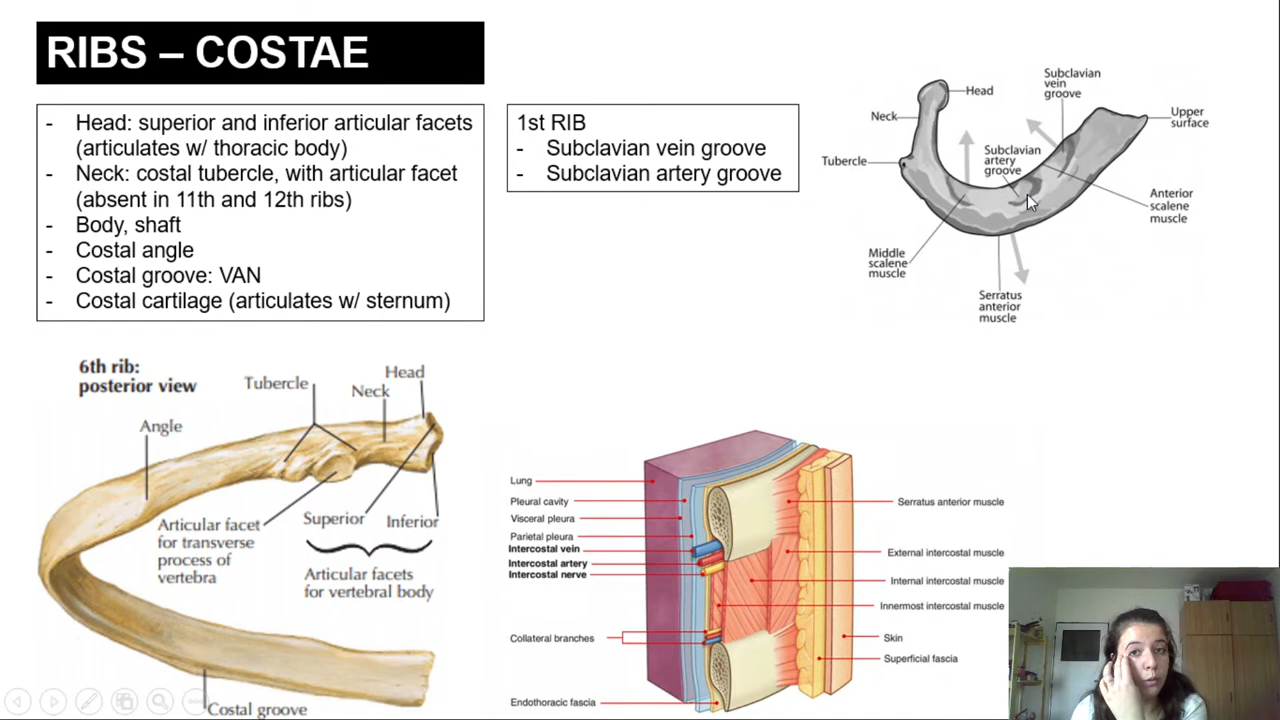 RIBS – COSTAE
- Head: superior and inferior articular facets
(articulates w/ thoracic body)
- Neck: costal tubercle, with articular facet
(absent in 11th and 12th ribs)
- Body, shaft
- Costal angle
- Costal groove: VAN
- Costal cartilage (articulates w/ sternum)
1st RIB
- Subclavian vein groove
- Subclavian artery groove
Subclavian
vein
groove
Head
Neck
Upper
surface
Subclavian
artery
groove
Tubercle
Anterior
scalene
muscle
Middle
scalene
muscle
Serratus
anterior
muscle
6th rib:
posterior view
Tubercle
Head
Neck
Angle
Articular facet
for transverse
process of
vertebra
Superior
Inferior
Articular facets
for vertebral body
Costal groove
Lung
Pleural cavity
Visceral pleura
Parietal pleura
Intercostal vein
Intercostal artery
Intercostal nerve
Collateral branches
Endothoracic fascia
Serratus anterior muscle
External intercostal muscle
Internal intercostal muscle
Innermost intercostal muscle
Skin
Superficial fascia